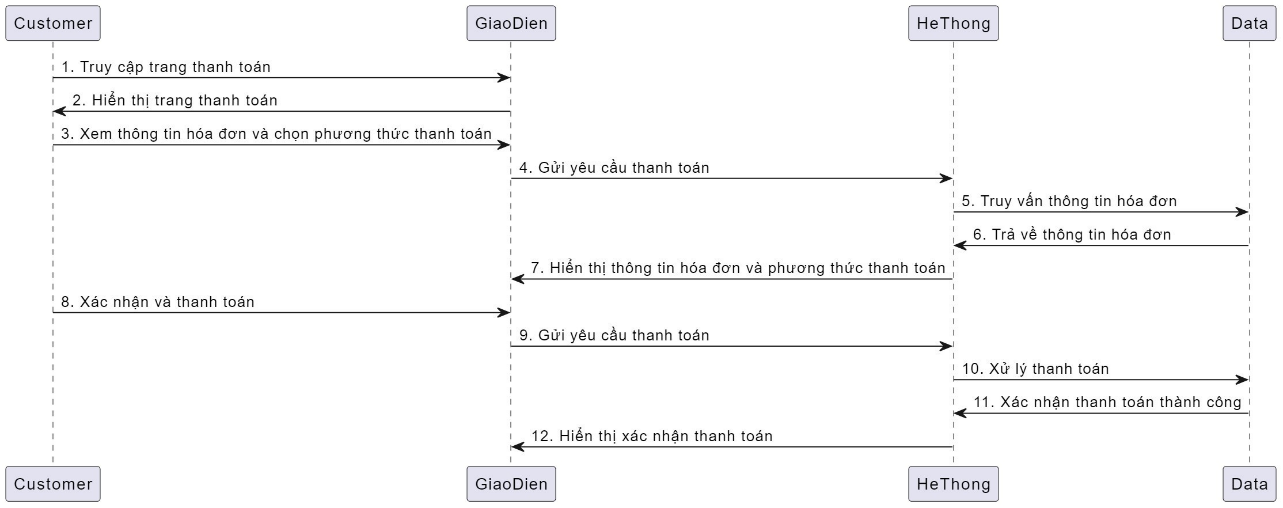 Customer GiaoDien HeThong Data
1. Truy cập trang thanh toán
2. Hiển thị trang thanh toán
3. Xem thông tin hóa đơn và chọn phương thức thanh toán
4. Gửi yêu cầu thanh toán
5. Truy vấn thông tin hóa đơn
6. Trả về thông tin hóa đơn
7. Hiển thị thông tin hóa đơn và phương thức thanh toán
8. Xác nhận và thanh toán
9. Gửi yêu cầu thanh toán
10. Xử lý thanh toán
11. Xác nhận thanh toán thành công
12. Hiển thị xác nhận thanh toán
Customer GiaoDien HeThong Data